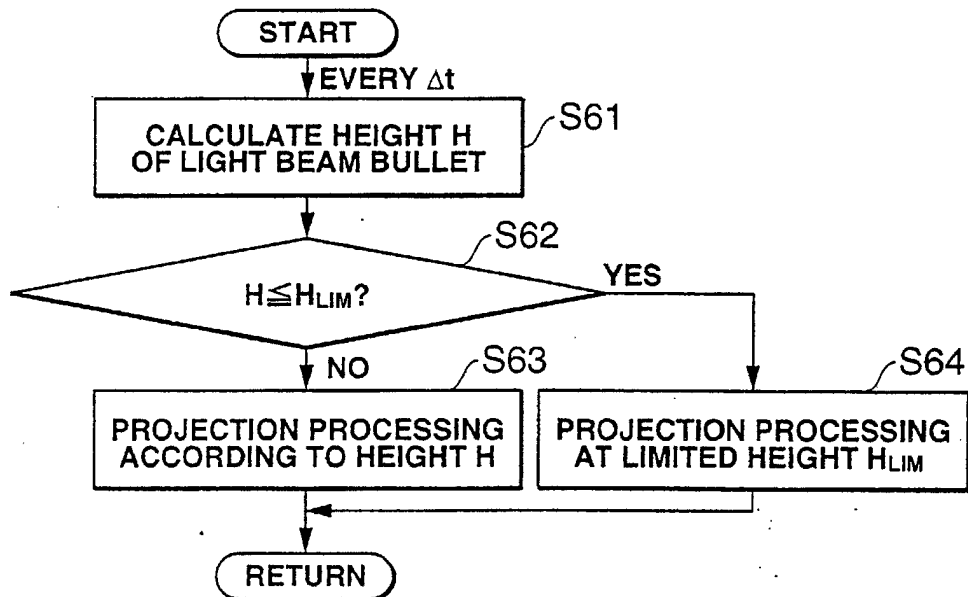 START
EVERY Δt
S61
CALCULATE HEIGHT H
OF LIGHT BEAM BULLET
S62
H≦HLIM?
YES
NO
S63
S64
PROJECTION PROCESSING
ACCORDING TO HEIGHT H
PROJECTION PROCESSING
AT LIMITED HEIGHT HLIM
RETURN